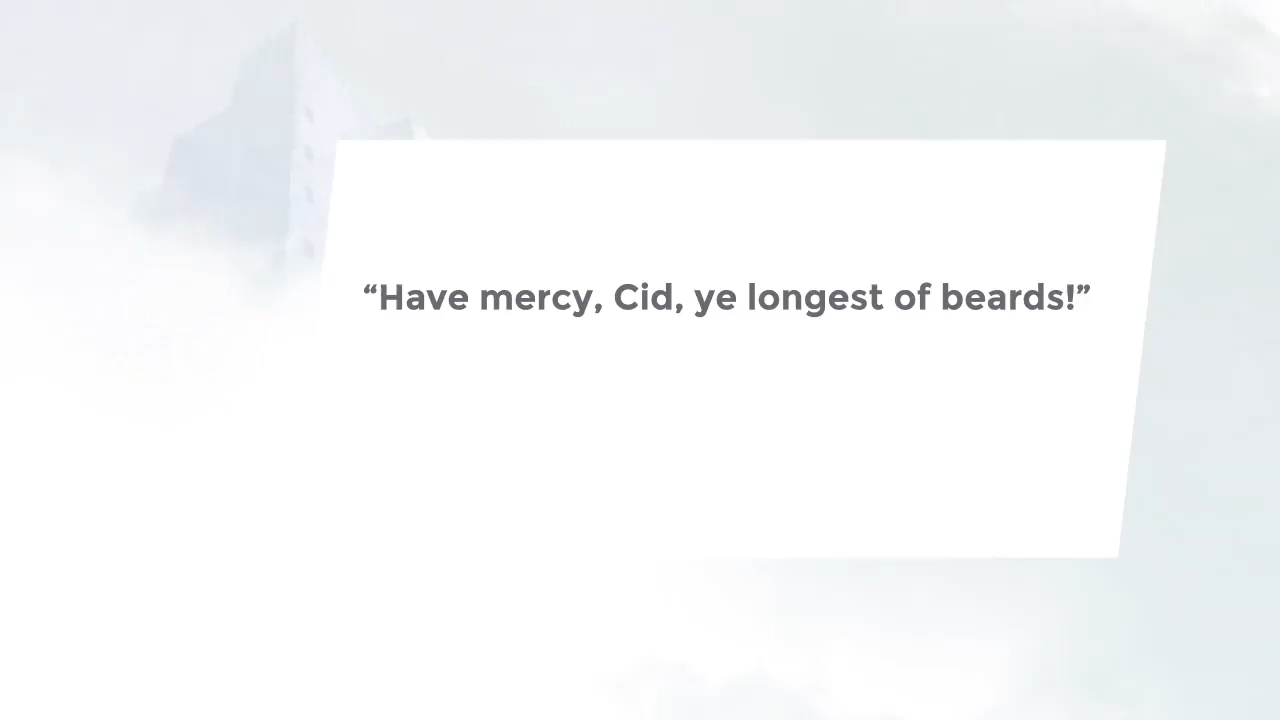 “Have mercy, Cid, ye longest of beards!”